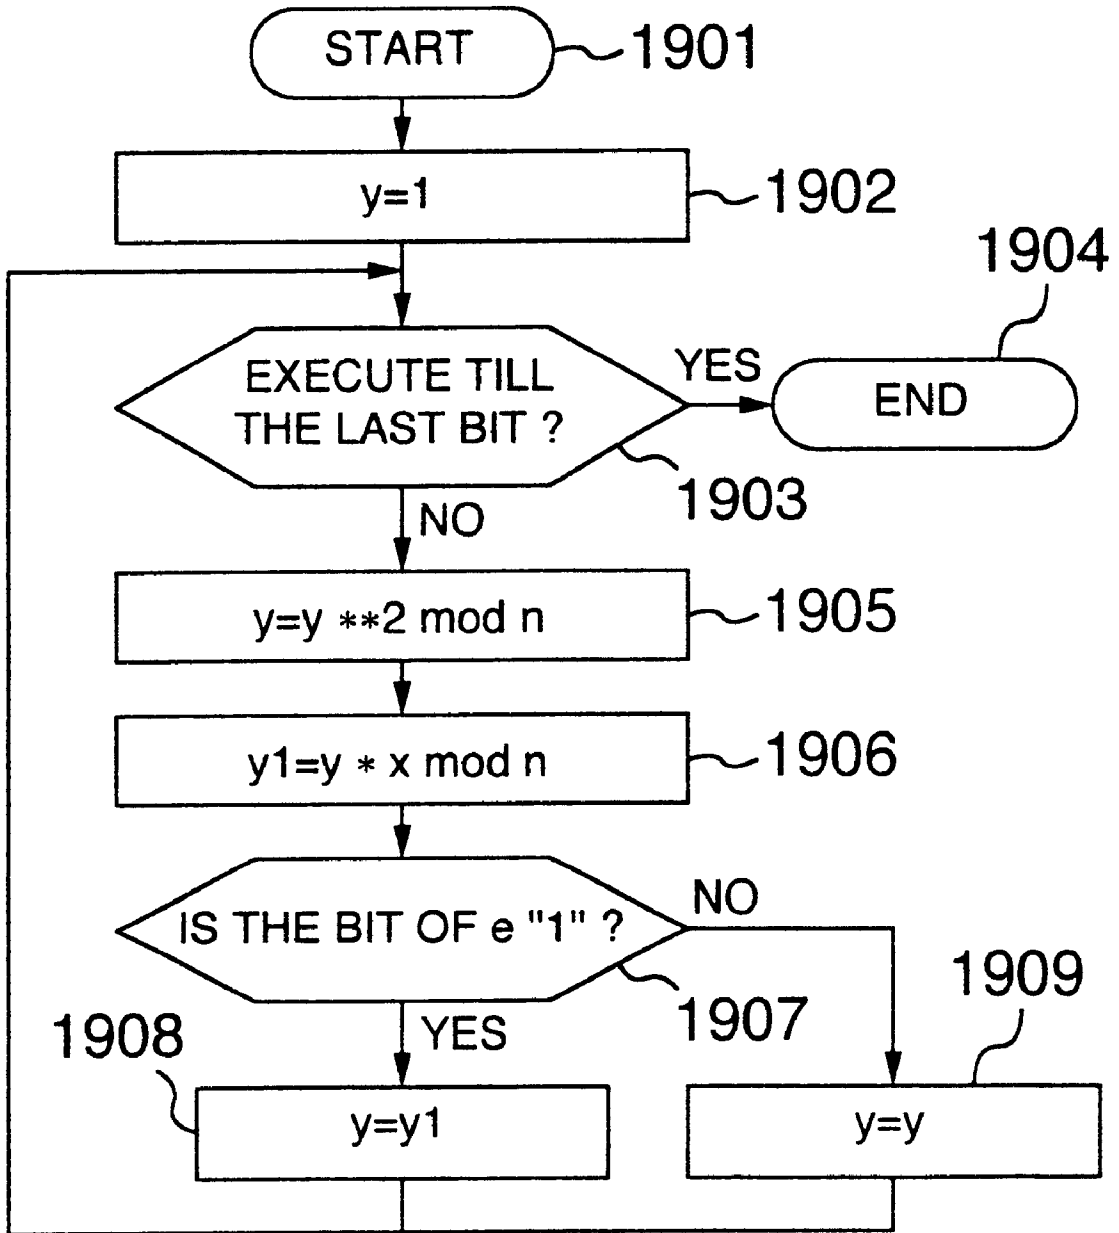 START
1901
y=1
1902
1904
EXECUTE TILL
THE LAST BIT ?
YES
END
1903
NO
y=y **2 mod n
1905
y1=y * x mod n
1906
IS THE BIT OF e "1" ?
NO
1907
1909
1908
YES
y=y1
y=y